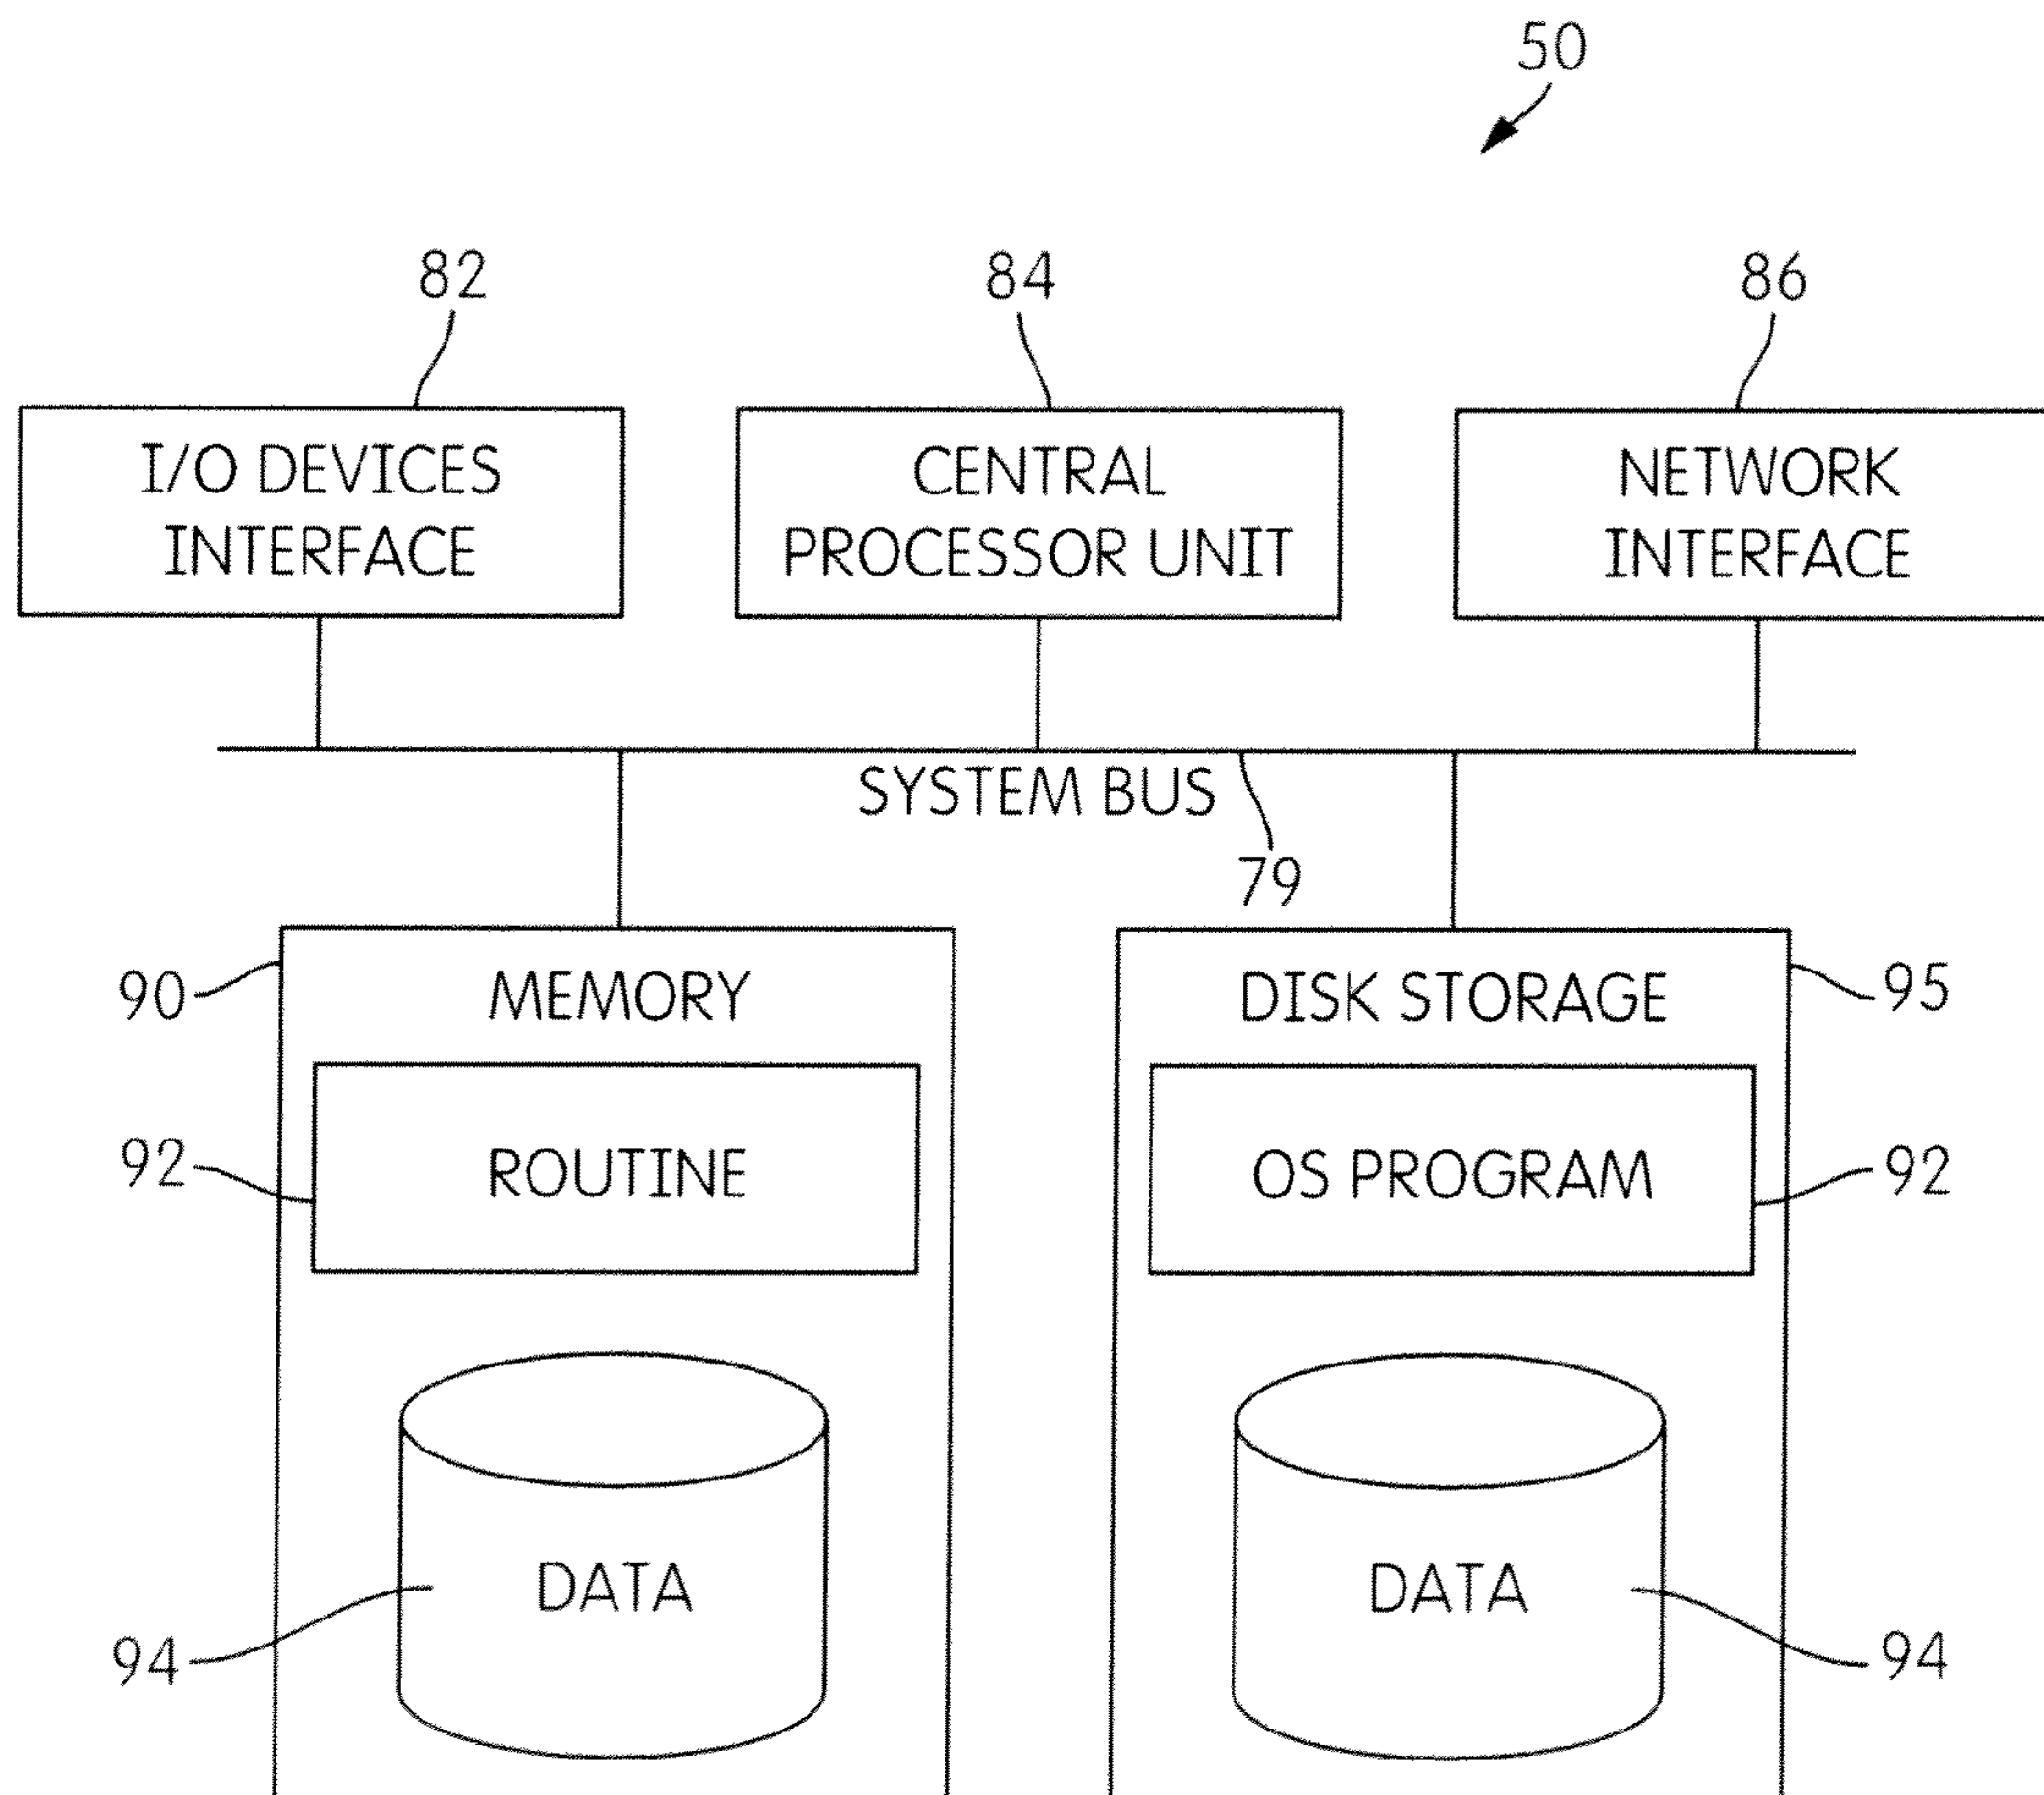 50
82
84
86
I/O DEVICES
INTERFACE
CENTRAL
PROCESSOR UNIT
NETWORK
INTERFACE
SYSTEM BUS
79
90
MEMORY
DISK STORAGE
95
92
ROUTINE
OS PROGRAM
92
DATA
DATA
94
94